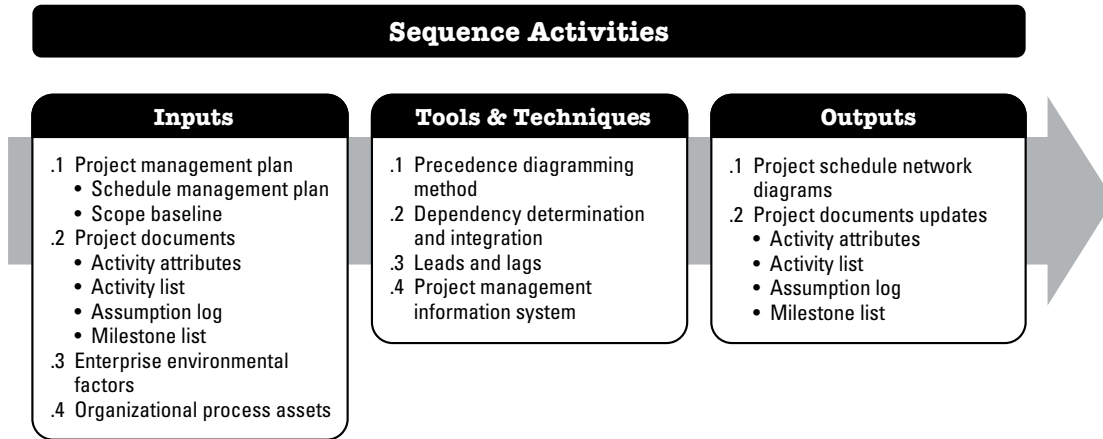 Sequence Activities
Inputs
.1 Project management plan
• Schedule management plan
• Scope baseline
.2 Project documents
• Activity attributes
• Activity list
• Assumption log
• Milestone list
.3 Enterprise environmental
factors
.4 Organizational process assets
Tools & Techniques
.1 Precedence diagramming
method
.2 Dependency determination
and integration
.3 Leads and lags
.4 Project management
information system
Outputs
.1 Project schedule network
diagrams
.2 Project documents updates
• Activity attributes
• Activity list
• Assumption log
• Milestone list